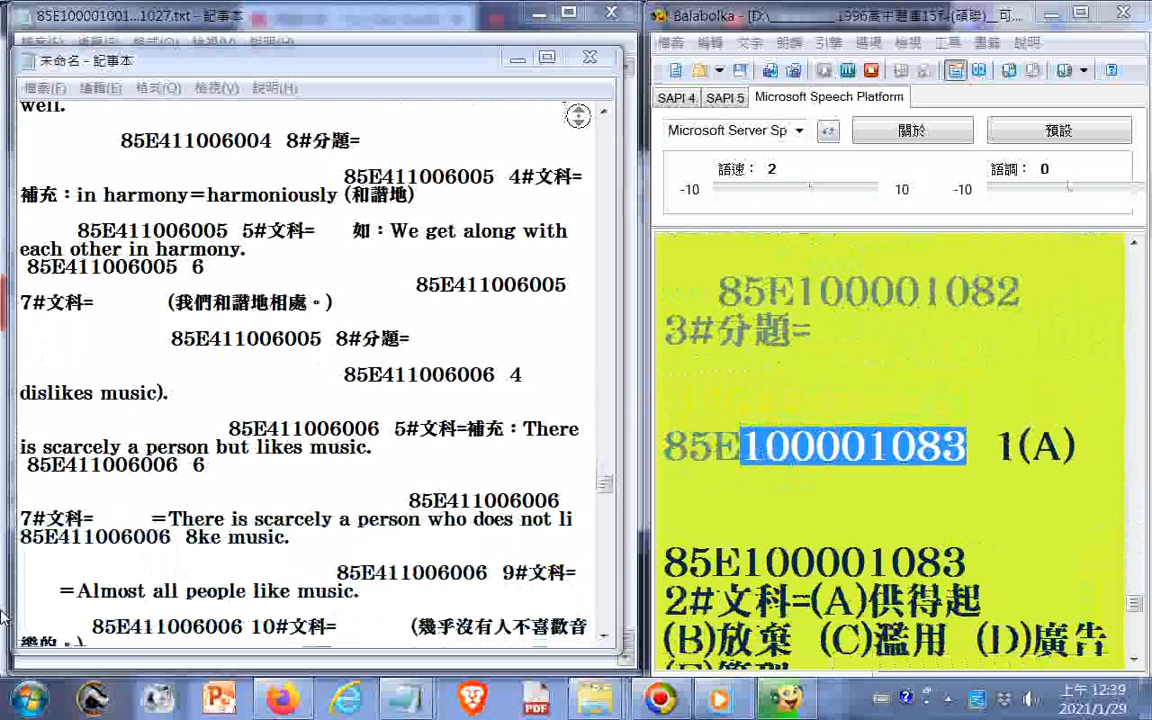 85E100001001...1027.txt - 記事本
未命名 - 記事本
檔案(F) 編輯(E) 格式(O) 檢視(V) 說明(H)
well.
85E411006004 8#分題=
85E411006005 4#文科=
補充：in harmony＝harmoniously (和諧地)
85E411006005 5#文科= 如：We get along with
each other in harmony.
85E411006005 6
85E411006005
7#文科= (我們和諧地相處。)
85E411006005 8#分題=
85E411006006 4
dislikes music).
85E411006006 5#文科=補充：There
is scarcely a person but likes music.
85E411006006 6
85E411006006
7#文科= ＝There is scarcely a person who does not li
85E411006006 8ke music.
85E411006006 9#文科=
＝Almost all people like music.
85E411006006 10#文科= (幾乎沒有人不喜歡音
樂的。)
Balabolka - [D:\
檔案 編輯 文字 朗讀 引擎 選項 檢視 工具 書籤 說明
SAPI 4 SAPI 5 Microsoft Speech Platform
Microsoft Server Sp 關於 預設
語速： 2 語調： 0
-10 10 -10
85E100001082
3#分題=
85E100001083 1(A)
85E100001083
2#文科=(A)供得起
(B)放棄 (C)濫用 (D)廣告
上午 12:39
2021/1/29